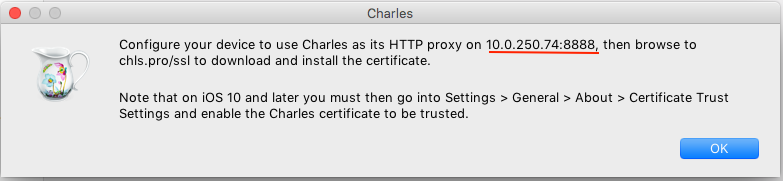 Charles
Configure your device to use Charles as its HTTP proxy on 10.0.250.74:8888, then browse to
chls.pro/ssl to download and install the certificate.
Note that on iOS 10 and later you must then go into Settings > General > About > Certificate Trust
Settings and enable the Charles certificate to be trusted.
OK